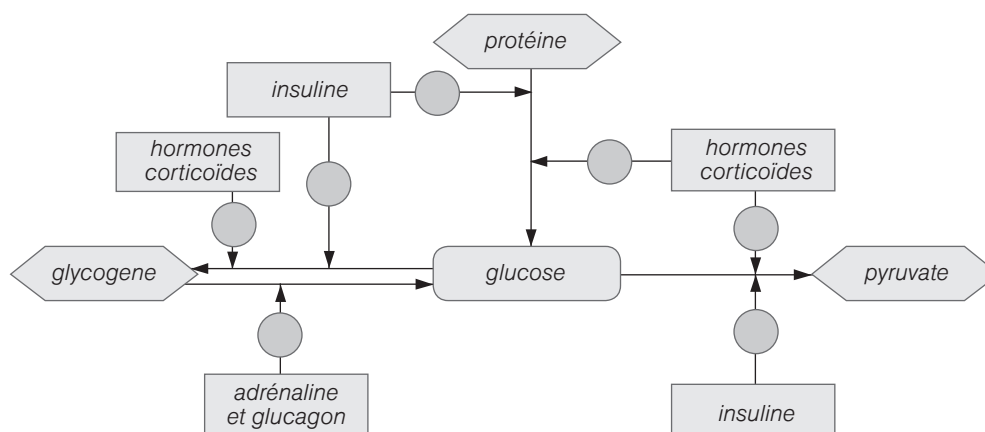 protéine
insuline
hormones
corticoïdes
hormones
corticoïdes
glycogene
glucose
pyruvate
adrénaline
et glucagon
insuline